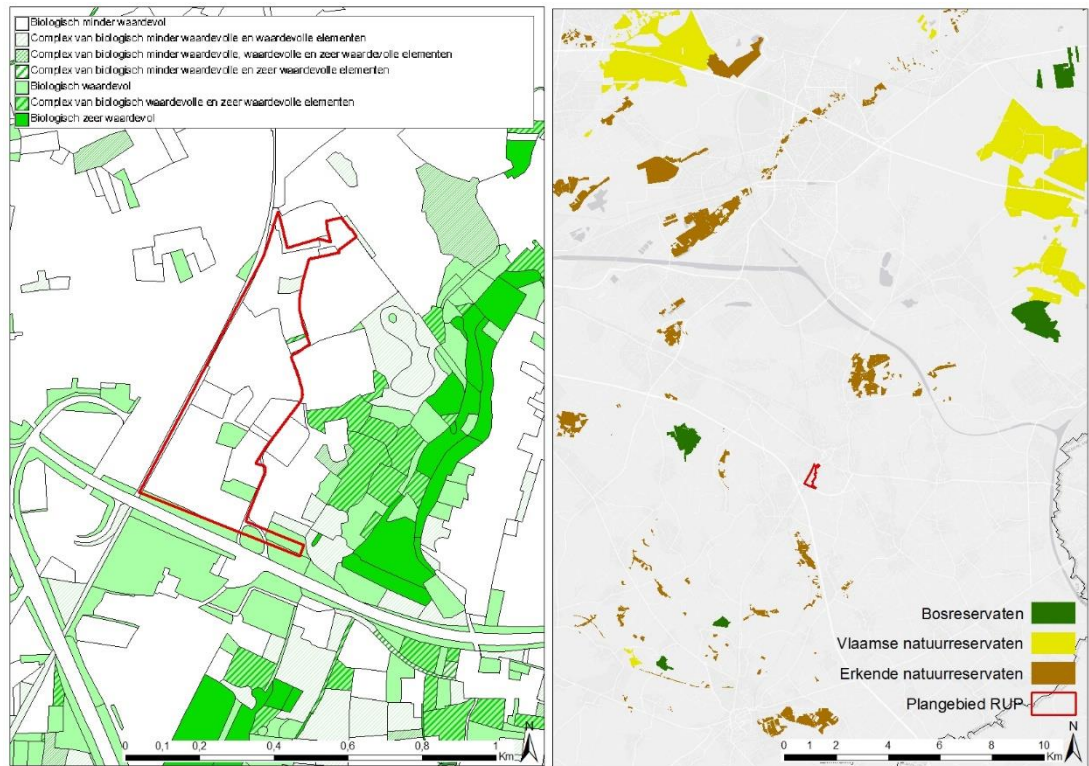 Biologisch minder waardevol
Complex van biologisch minder waardevolle en waardevolle elementen
Complex van biologisch minder waardevolle, waardevolle en zeer waardevolle elementen
Complex van biologisch minder waardevolle en zeer waardevolle elementen
Biologisch waardevol
Complex van biologisch waardevolle en zeer waardevolle elementen
Biologisch zeer waardevol
0 0,2 0,4 0,6 0,8 1
Km
N
Bosreservaten
Vlaamse natuurreservaten
Erkende natuurreservaten
Plangebied RUP
0 2 4 6 8 10
Km
N